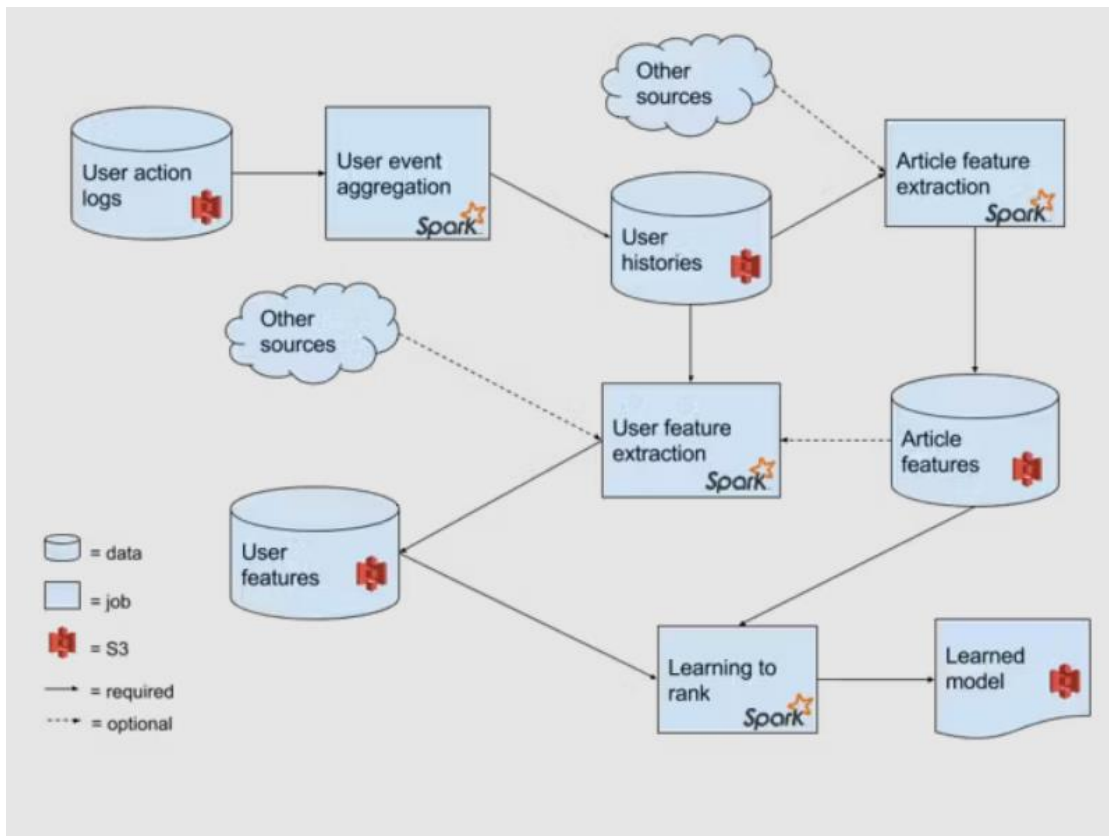 Other
sources
User action
logs
User event
aggregation
Spark
Article feature
extraction
Spark
User
histories
Other
sources
User feature
extraction
Spark
Article
features
User
features
= data
= job
= S3
= required
= optional
Learning to
rank
Spark
Learned
model